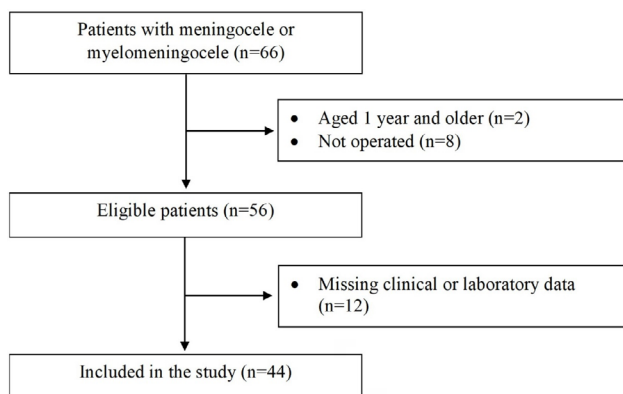 Patients with meningocele or
myelomeningocele (n=66)
• Aged 1 year and older (n=2)
• Not operated (n=8)
Eligible patients (n=56)
• Missing clinical or laboratory data
(n=12)
Included in the study (n=44)